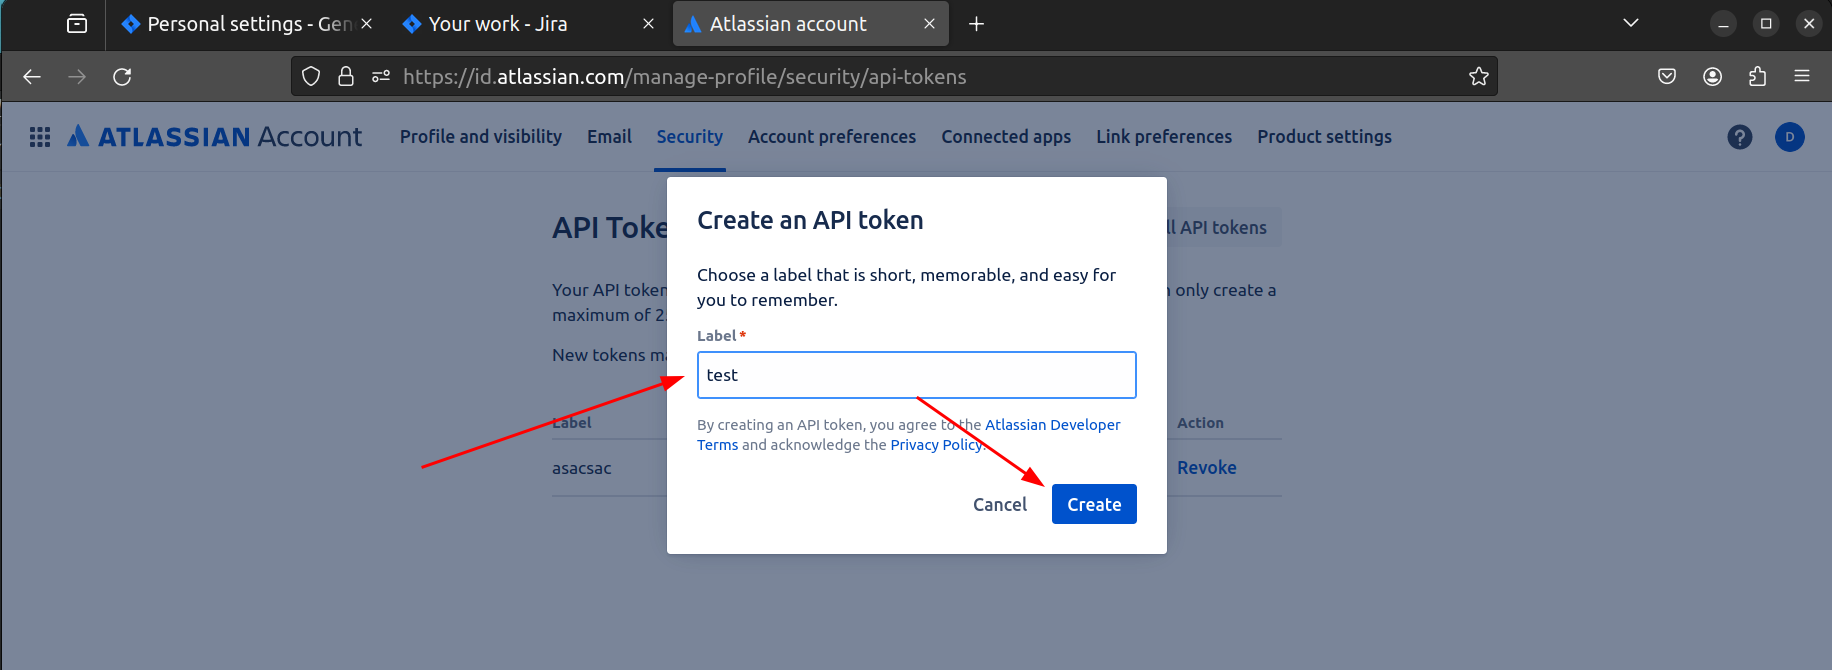 Personal settings - Gen
Your work - Jira
Atlassian account
https://id.atlassian.com/manage-profile/security/api-tokens
ATLASSIAN Account
Profile and visibility
Email
Security
Account preferences
Connected apps
Link preferences
Product settings
?
D
API Toke
ll API tokens
Your API token
n only create a
maximum of 2
New tokens ma
Label
Action
asacsac
Revoke
Create an API token
Choose a label that is short, memorable, and easy for
you to remember.
Label *
test
By creating an API token, you agree to the Atlassian Developer
Terms and acknowledge the Privacy Policy.
Cancel
Create